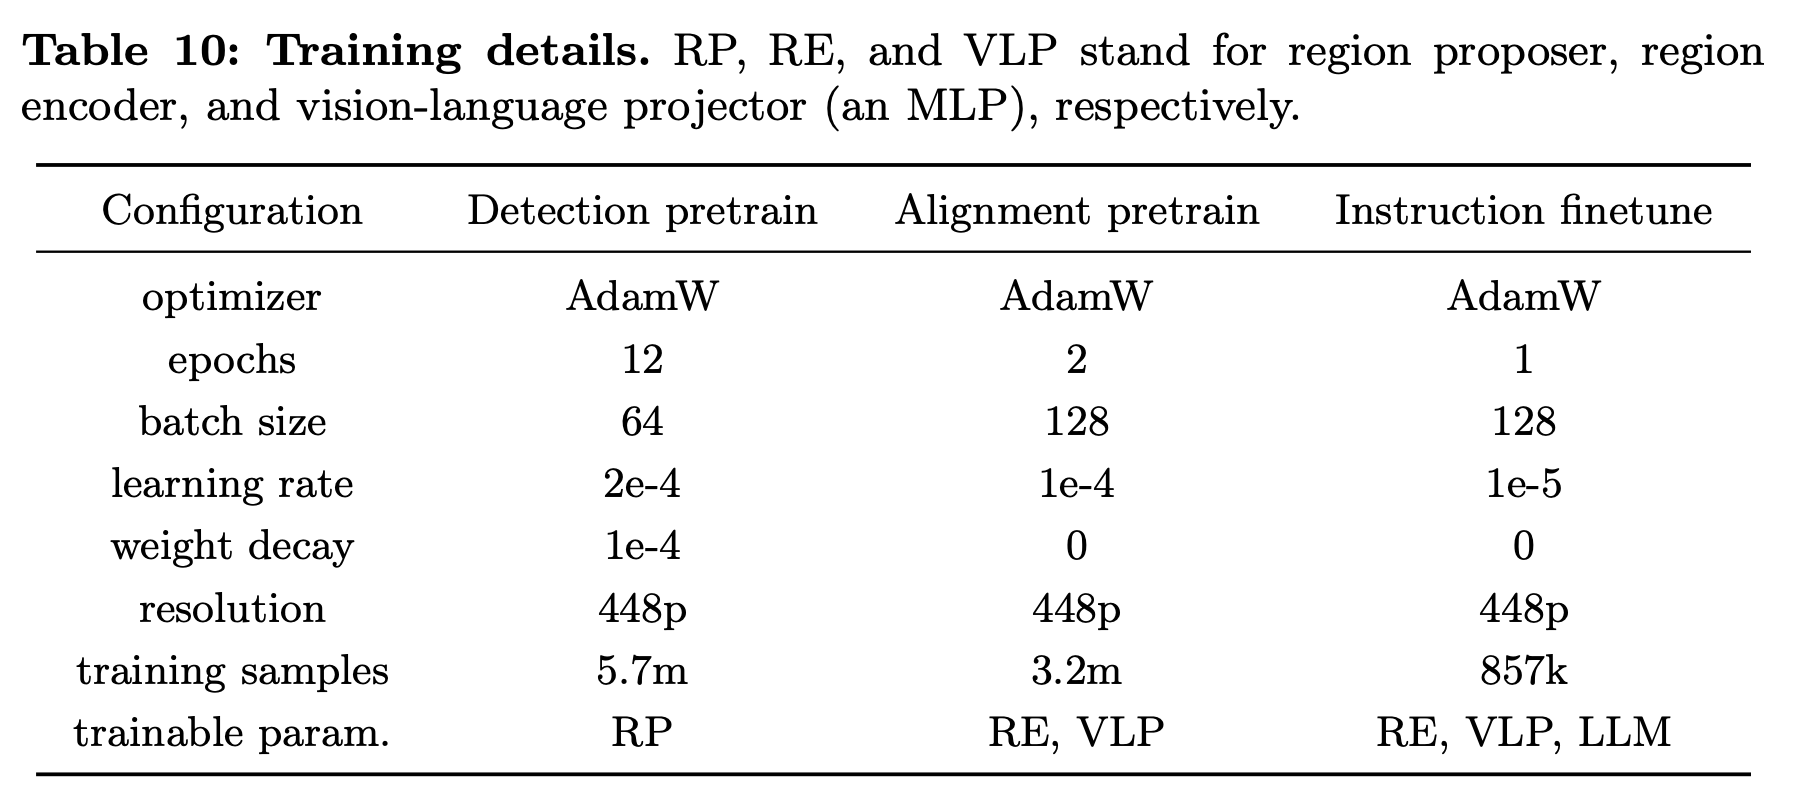 Table 10: Training details. RP, RE, and VLP stand for region proposer, region
encoder, and vision-language projector (an MLP), respectively.
Configuration Detection pretrain Alignment pretrain Instruction finetune
optimizer AdamW AdamW AdamW
epochs 12 2 1
batch size 64 128 128
learning rate 2e-4 1e-4 1e-5
weight decay 1e-4 0 0
resolution 448p 448p 448p
training samples 5.7m 3.2m 857k
trainable param. RP RE, VLP RE, VLP, LLM